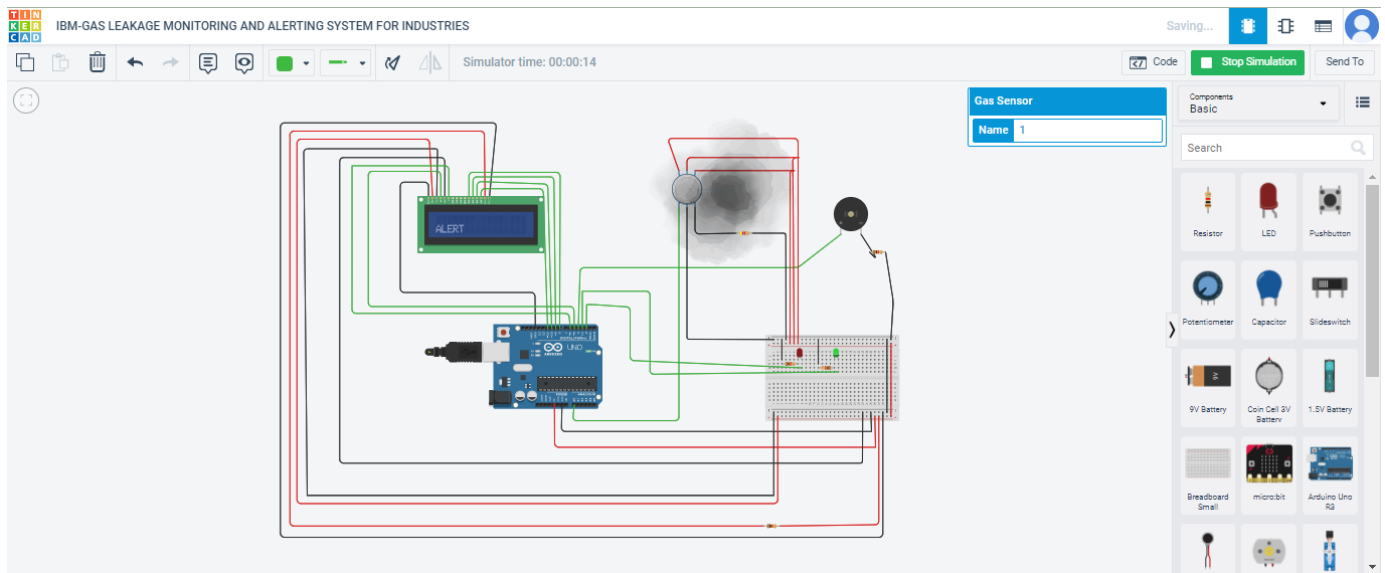 TIN
KER
CAD
IBM-GAS LEAKAGE MONITORING AND ALERTING SYSTEM FOR INDUSTRIES
Saving...
Simulator time: 00:00:14
Code
Stop Simulation
Send To
Gas Sensor
Name 1
Components
Basic
Search
ALERT
UNO
Resistor
LED
Pushbutton
Potentiometer
Capacitor
Slideswitch
9V
9V Battery
Coin Cell 3V
Battery
1.5V Battery
Breadboard
Small
micro:bit
Arduino Uno
R3